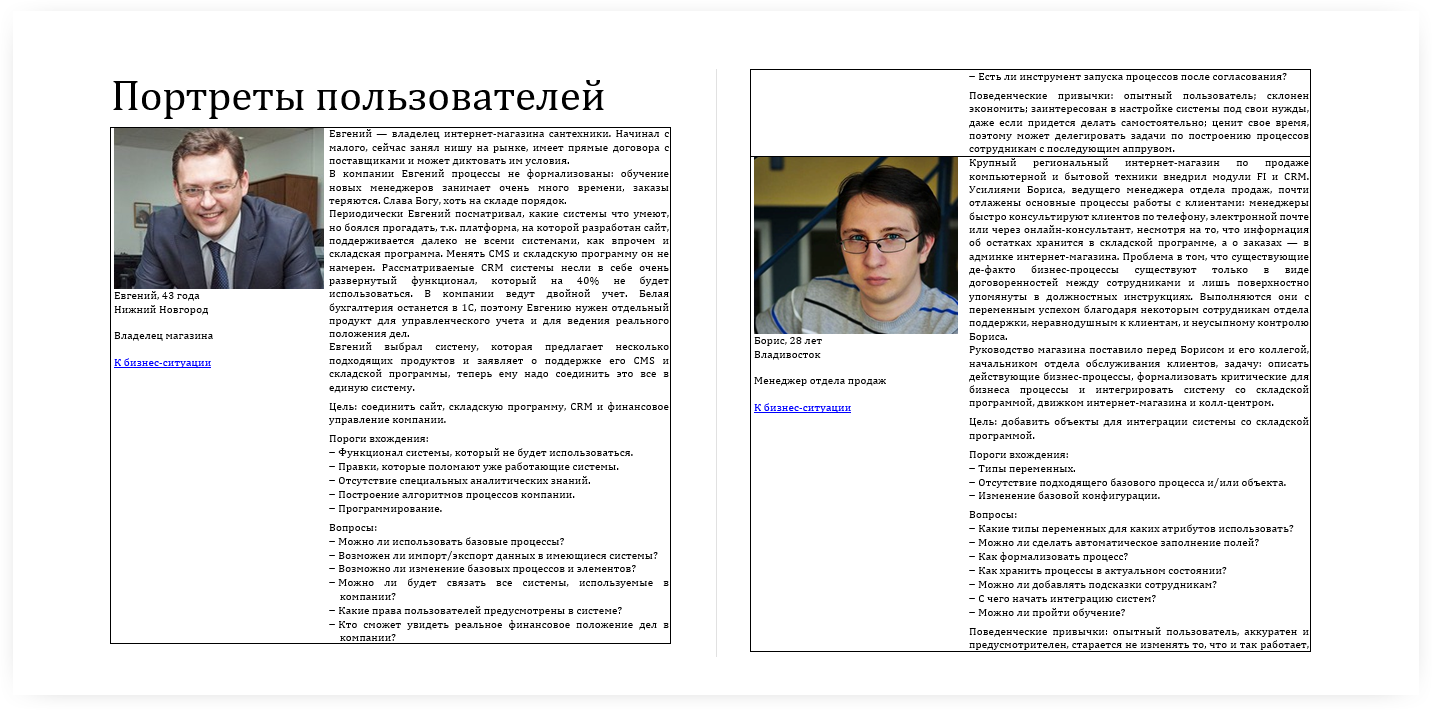 Портреты пользователей
Евгений, 43 года
Нижний Новгород
Владелец магазина
К бизнес-ситуации
Евгений — владелец интернет-магазина сантехники. Начинал с
малого, сейчас занял нишу на рынке, имеет прямые договора с
поставщиками и может диктовать им условия.
В компании Евгений процессы не формализованы: обучение
новых менеджеров занимает очень много времени, заказы
теряются. Слава Богу, хоть на складе порядок.
Периодически Евгений посматривал, какие системы что умеют,
но боялся прогадать, т.к. платформа, на которой разработан сайт,
поддерживается далеко не всеми системами, как впрочем и
складская программа. Менять CMS и складскую программу он не
намерен. Рассматриваемые CRM системы несли в себе очень
развернутый функционал, который на 40% не будет
использоваться. В компании ведут двойной учет. Белая
бухгалтерия останется в 1С, поэтому Евгению нужен отдельный
продукт для управленческого учета и для ведения реального
положения дел.
Евгений выбрал систему, которая предлагает несколько
подходящих продуктов и заявляет о поддержке его CMS и
складской программы, теперь ему надо соединить это все в
единую систему.
Цель: соединить сайт, складскую программу, CRM и финансовое
управление компании.
Пороги вхождения:
– Функционал системы, который не будет использоваться.
– Правки, которые поломают уже работающие системы.
– Отсутствие специальных аналитических знаний.
– Построение алгоритмов процессов компании.
– Программирование.
Вопросы:
– Можно ли использовать базовые процессы?
– Возможен ли импорт/экспорт данных в имеющиеся системы?
– Возможно ли изменение базовых процессов и элементов?
– Можно ли будет связать все системы, используемые в
компании?
– Какие права пользователей предусмотрены в системе?
– Кто сможет увидеть реальное финансовое положение дел в
компании?
– Есть ли инструмент запуска процессов после согласования?
Поведенческие привычки: опытный пользователь; склонен
экономить; заинтересован в настройке системы под свои нужды,
даже если придется делать самостоятельно; ценит свое время,
поэтому может делегировать задачи по построению процессов
сотрудникам с последующим аппрувом.
Борис, 28 лет
Владивосток
Менеджер отдела продаж
К бизнес-ситуации
Крупный региональный интернет-магазин по продаже
компьютерной и бытовой техники внедрил модули FI и CRM.
Усилиями Бориса, ведущего менеджера отдела продаж, почти
отлажены основные процессы работы с клиентами: менеджеры
быстро консультируют клиентов по телефону, электронной почте
или через онлайн-консультант, несмотря на то, что информация
об остатках хранится в складской программе, а о заказах — в
админке интернет-магазина. Проблема в том, что существующие
де-факто бизнес-процессы существуют только в виде
договоренностей между сотрудниками и лишь поверхностно
упомянуты в должностных инструкциях. Выполняются они с
переменным успехом благодаря некоторым сотрудникам отдела
поддержки, неравнодушным к клиентам, и неусыпному контролю
Бориса.
Руководство магазина поставило перед Борисом и его коллегой,
начальником отдела обслуживания клиентов, задачу: описать
действующие бизнес-процессы, формализовать критические для
бизнеса процессы и интегрировать систему со складской
программой, движком интернет-магазина и колл-центром.
Цель: добавить объекты для интеграции системы со складской
программой.
Пороги вхождения:
– Типы переменных.
– Отсутствие подходящего базового процесса и/или объекта.
– Изменение базовой конфигурации.
Вопросы:
– Какие типы переменных для каких атрибутов использовать?
– Можно ли сделать автоматическое заполнение полей?
– Как формализовать процесс?
– Как хранить процессы в актуальном состоянии?
– Можно ли добавлять подсказки сотрудникам?
– С чего начать интеграцию систем?
– Можно ли пройти обучение?
Поведенческие привычки: опытный пользователь, аккуратен и
предусмотрителен, старается не изменять то, что и так работает,